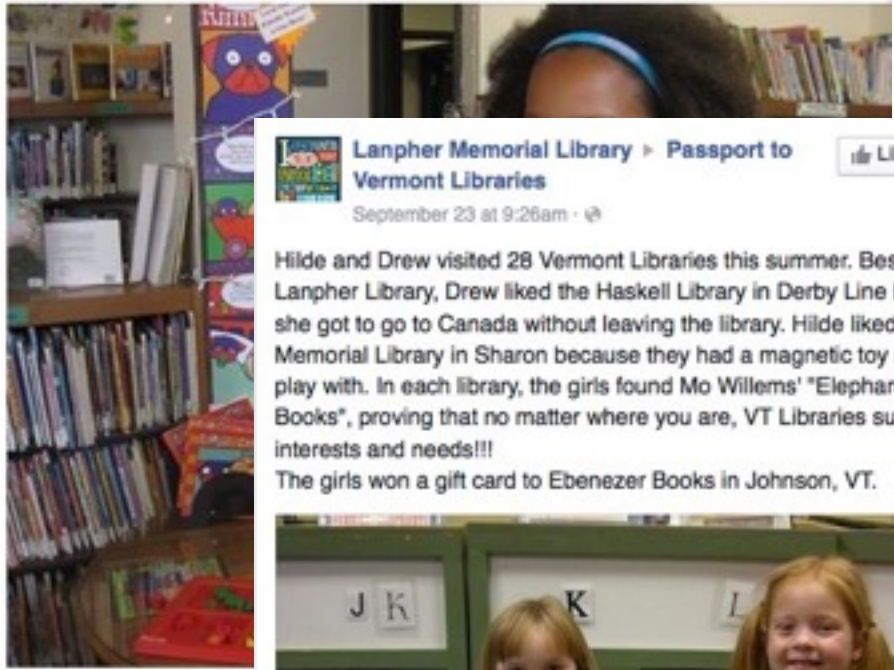 Lanpher Memorial Library ▸ Passport to
Vermont Libraries
September 23 at 9:26am ·
Hilde and Drew visited 28 Vermont Libraries this summer. Bes
Lanpher Library, Drew liked the Haskell Library in Derby Line
she got to go to Canada without leaving the library. Hilde liked
Memorial Library in Sharon because they had a magnetic toy
play with. In each library, the girls found Mo Willems' "Elephan
Books", proving that no matter where you are, VT Libraries su
interests and needs!!!
The girls won a gift card to Ebenezer Books in Johnson, VT.
J K K L